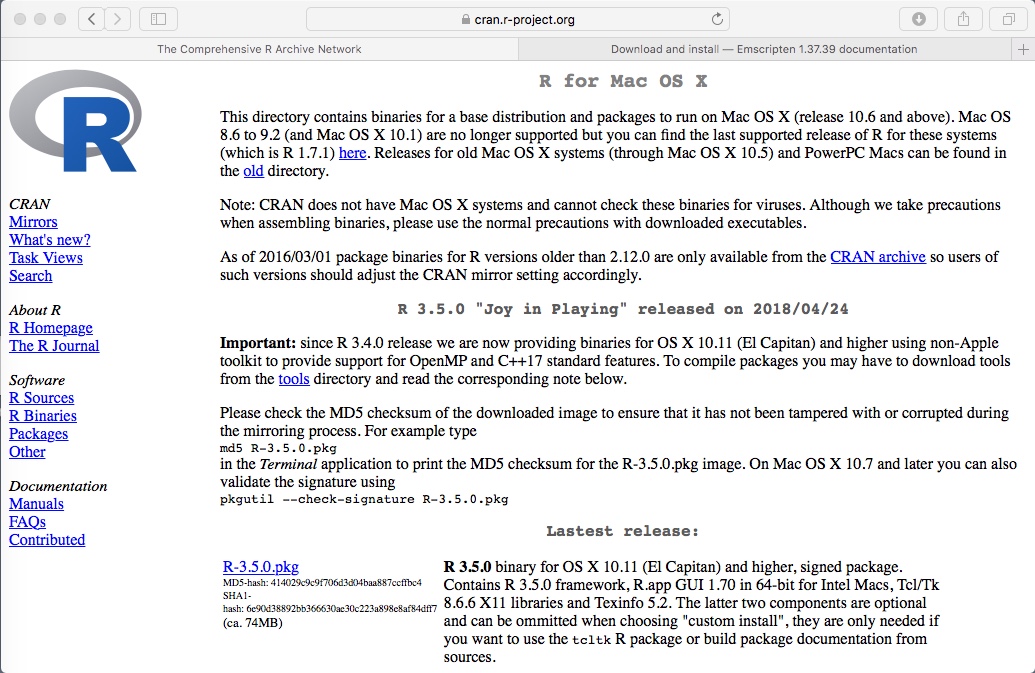 cran.r-project.org
The Comprehensive R Archive Network
Download and install — Emscripten 1.37.39 documentation
R
CRAN
Mirrors
What's new?
Task Views
Search
About R
R Homepage
The R Journal
Software
R Sources
R Binaries
Packages
Other
Documentation
Manuals
FAQs
Contributed
R for Mac OS X
This directory contains binaries for a base distribution and packages to run on Mac OS X (release 10.6 and above). Mac OS
8.6 to 9.2 (and Mac OS X 10.1) are no longer supported but you can find the last supported release of R for these systems
(which is R 1.7.1) here. Releases for old Mac OS X systems (through Mac OS X 10.5) and PowerPC Macs can be found in
the old directory.
Note: CRAN does not have Mac OS X systems and cannot check these binaries for viruses. Although we take precautions
when assembling binaries, please use the normal precautions with downloaded executables.
As of 2016/03/01 package binaries for R versions older than 2.12.0 are only available from the CRAN archive so users of
such versions should adjust the CRAN mirror setting accordingly.
R 3.5.0 "Joy in Playing" released on 2018/04/24
Important: since R 3.4.0 release we are now providing binaries for OS X 10.11 (El Capitan) and higher using non-Apple
toolkit to provide support for OpenMP and C++17 standard features. To compile packages you may have to download tools
from the tools directory and read the corresponding note below.
Please check the MD5 checksum of the downloaded image to ensure that it has not been tampered with or corrupted during
the mirroring process. For example type
md5 R-3.5.0.pkg
in the Terminal application to print the MD5 checksum for the R-3.5.0.pkg image. On Mac OS X 10.7 and later you can also
validate the signature using
pkgutil --check-signature R-3.5.0.pkg
Lastest release:
R-3.5.0.pkg
MD5-hash: 414029c9c9f706d3d04baa887ccffbc4
SHA1-
hash: 6e90d38892bb366630ae30c223a898e8af84dff7
(ca. 74MB)
R 3.5.0 binary for OS X 10.11 (El Capitan) and higher, signed package.
Contains R 3.5.0 framework, R.app GUI 1.70 in 64-bit for Intel Macs, Tcl/Tk
8.6.6 X11 libraries and Texinfo 5.2. The latter two components are optional
and can be ommitted when choosing "custom install", they are only needed if
you want to use the tcltk R package or build package documentation from
sources.